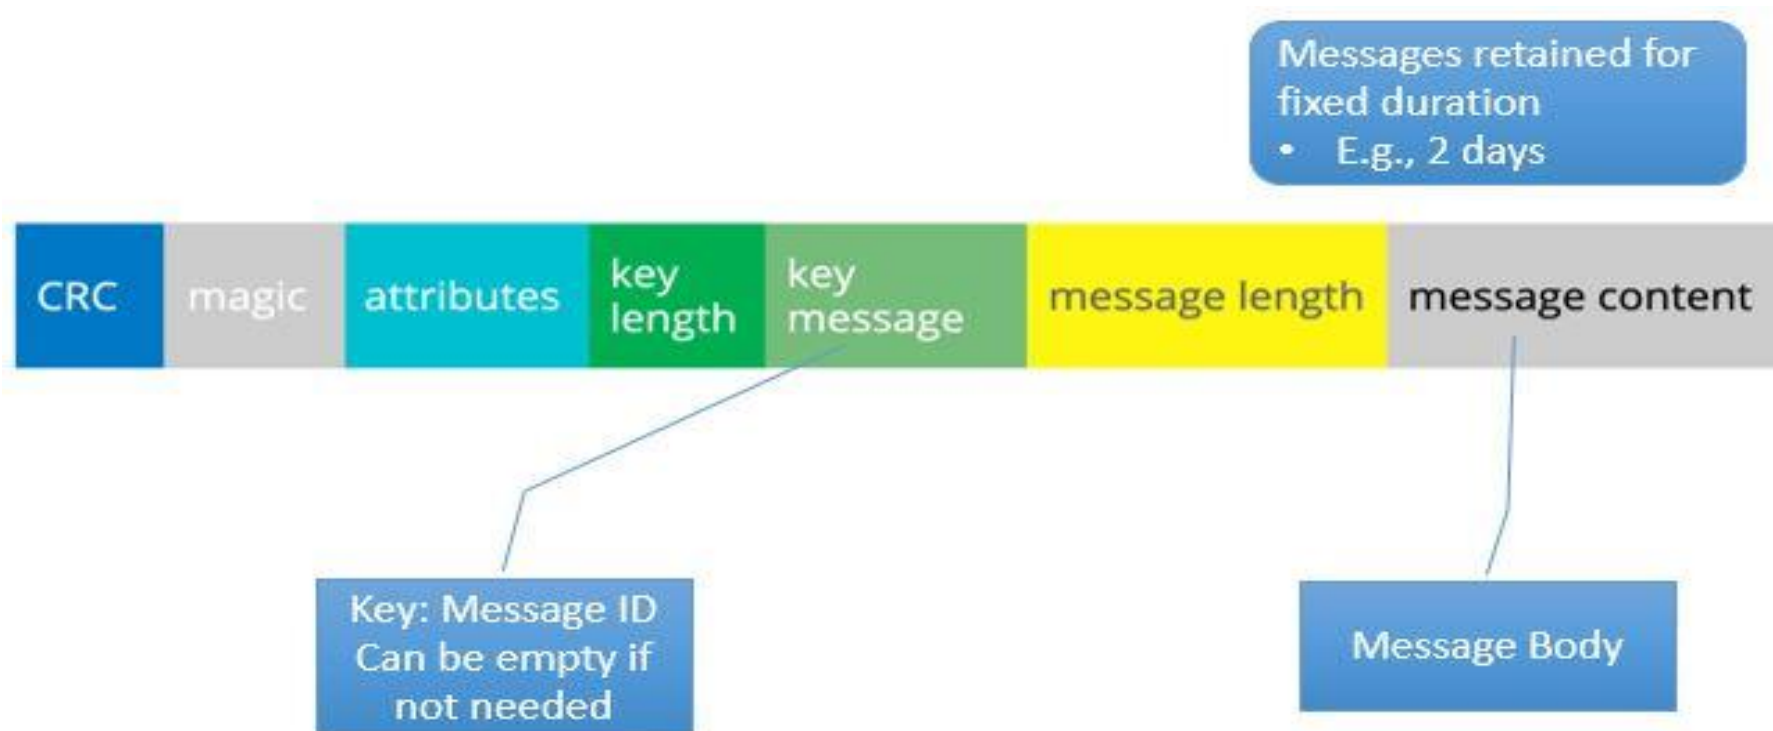 Messages retained for
fixed duration
• E.g., 2 days
CRC
magic
attributes
key
length
key
message
message length
message content
Key: Message ID
Can be empty if
not needed
Message Body